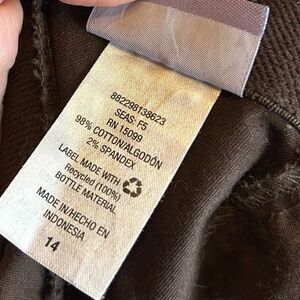 882298138623
SEAS: F5
RN 15099
98% COTTON/ALGODÓN
2% SPANDEX
LABEL MADE WITH
Recycled (100%)
BOTTLE MATERIAL
MADE IN/HECHO EN
INDONESIA
14